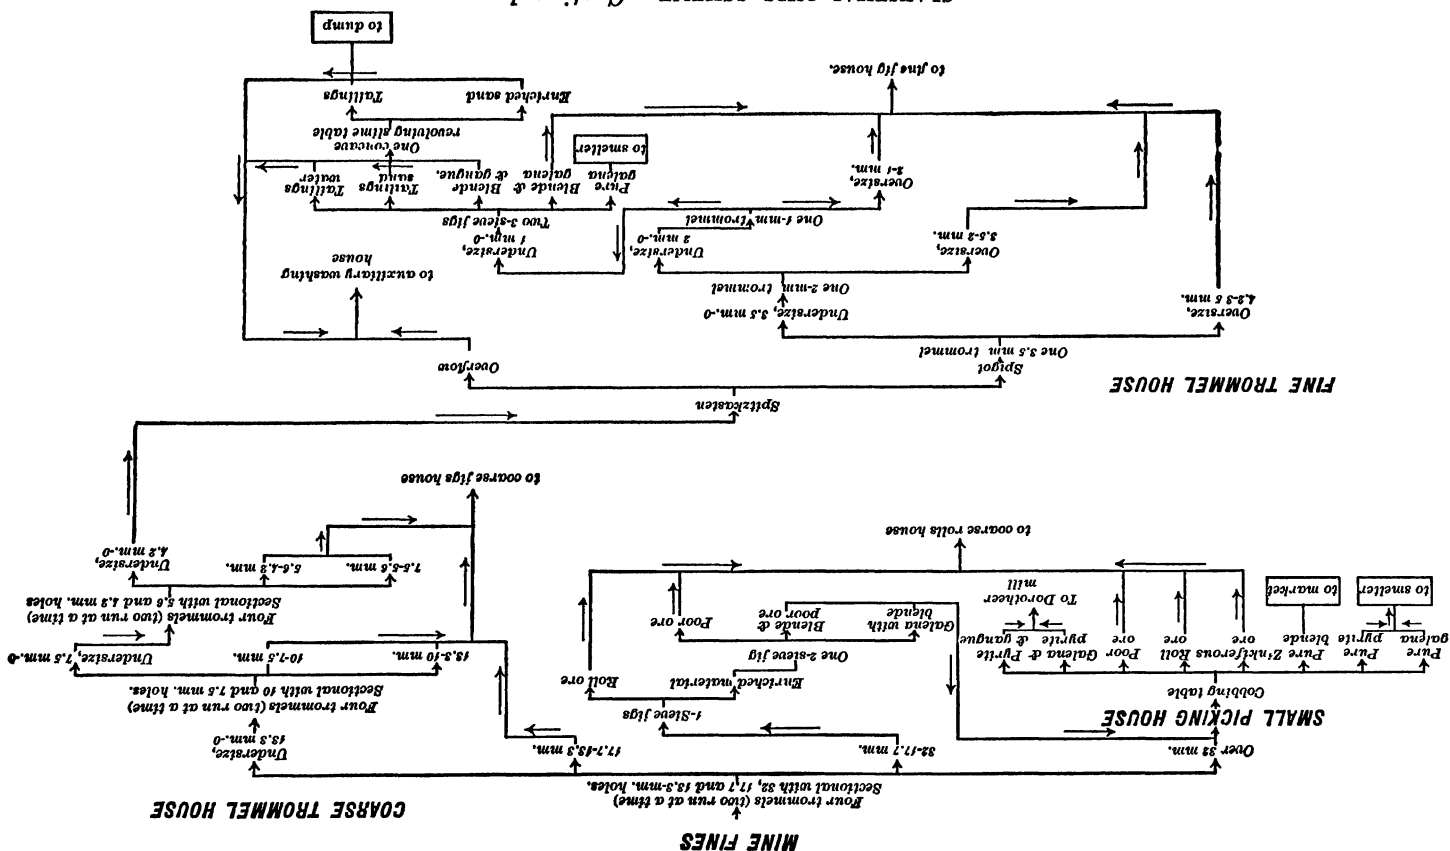 MINE FINES
Four trommels (two run at a time)
Sectional with 32, 17.7 and 13.3-mm. holes.
COARSE TROMMEL HOUSE
Over 32 mm.
32-17.7 mm.
17.7-13.3 mm.
Undersize,
13.3 mm.-0
SMALL PICKING HOUSE
Cobbing table
Pure
galena
Pure
pyrite
Pure
blende
Zinkiferous
ore
Roll
ore
Poor
ore
Galena &
pyrite
Pyrite
& gangue
to smelter
to market
To Dorotheer
mill
1-Sieve jigs
Enriched material
Roll ore
One 2-sieve jig
Galena with
blende
Blende &
poor ore
Poor ore
to coarse rolls house
Four trommels (two run at a time)
Sectional with 10 and 7.5 mm. holes.
13.3-10 mm.
10-7.5 mm.
Undersize, 7.5 mm.-0
Four trommels (two run at a time)
Sectional with 5.6 and 4.2 mm. holes
7.5-5.6 mm.
5.6-4.2 mm.
Undersize,
4.2 mm.-0
to coarse jigs house
Spitzkasten
FINE TROMMEL HOUSE
Spigot
Overflow
One 3.5 mm trommel
Oversize,
4.2-3.5 mm.
Undersize, 3.5 mm.-0
One 2-mm trommel
to auxiliary washing
house
Oversize,
3.5-2 mm.
Undersize,
2 mm.-0
One 1-mm trommel
Oversize,
2-1 mm.
Undersize,
1 mm.-0
Two 3-sieve jigs
Pure
galena
Blende &
galena
Blende
& gangue.
Tailings
sand
Tailings
water
to smelter
One concave
revolving slime table
Enriched sand
Tailings
to fine jig house.
to dump